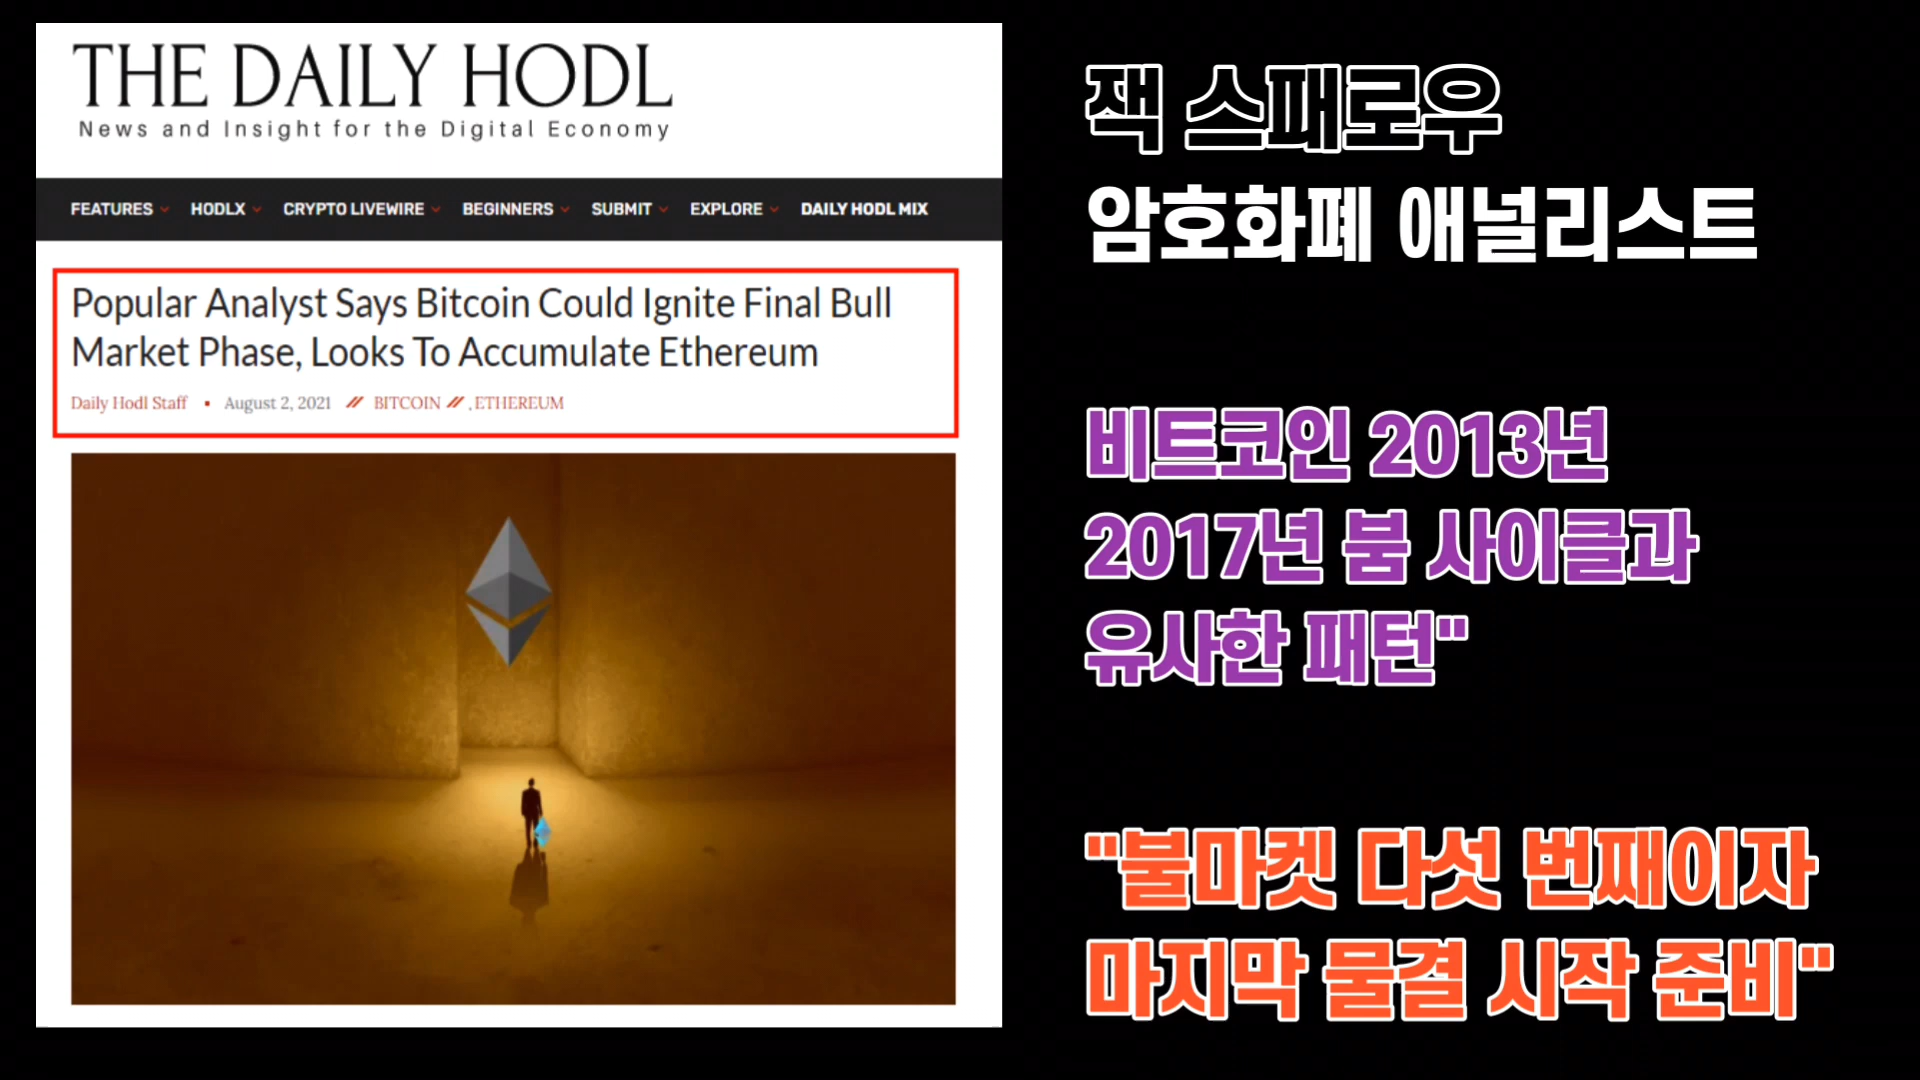 THE DAILY HODL
News and Insight for the Digital Economy
FEATURES HODLX CRYPTO LIVEWIRE BEGINNERS SUBMIT EXPLORE DAILY HODL MIX
Popular Analyst Says Bitcoin Could Ignite Final Bull
Market Phase, Looks To Accumulate Ethereum
Daily Hodl Staff ▪ August 2, 2021 // BITCOIN // , ETHEREUM
잭 스패로우
암호화폐 애널리스트
비트코인 2013년
2017년 붐 사이클과
유사한 패턴"
"불마켓 다섯 번째이자
마지막 물결 시작 준비"